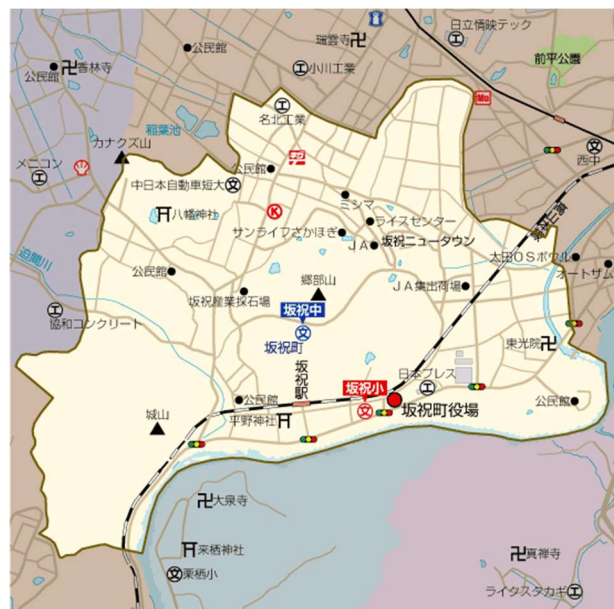 日立情映テック
瑞雲寺
公民館
前平公園
香林寺
公民館
小川工業
名北工業
稲葉池
カナクズ山
西中
メニコン
公民館
中日本自動車短大
ミシマ
八幡神社
ライスセンター
サンライフさかほぎ
JA
坂祝ニュータウン
太田OSボウル
オートザム
迫間川
公民館
郷部山
JA集出荷場
坂祝産業採石場
坂祝中
協和コンクリート
坂祝町
東光院
坂祝駅
日本プレス
坂祝小
公民館
坂祝町役場
公民館
平野神社
城山
大泉寺
来栖神社
真禅寺
栗栖小
ライクスタカギ